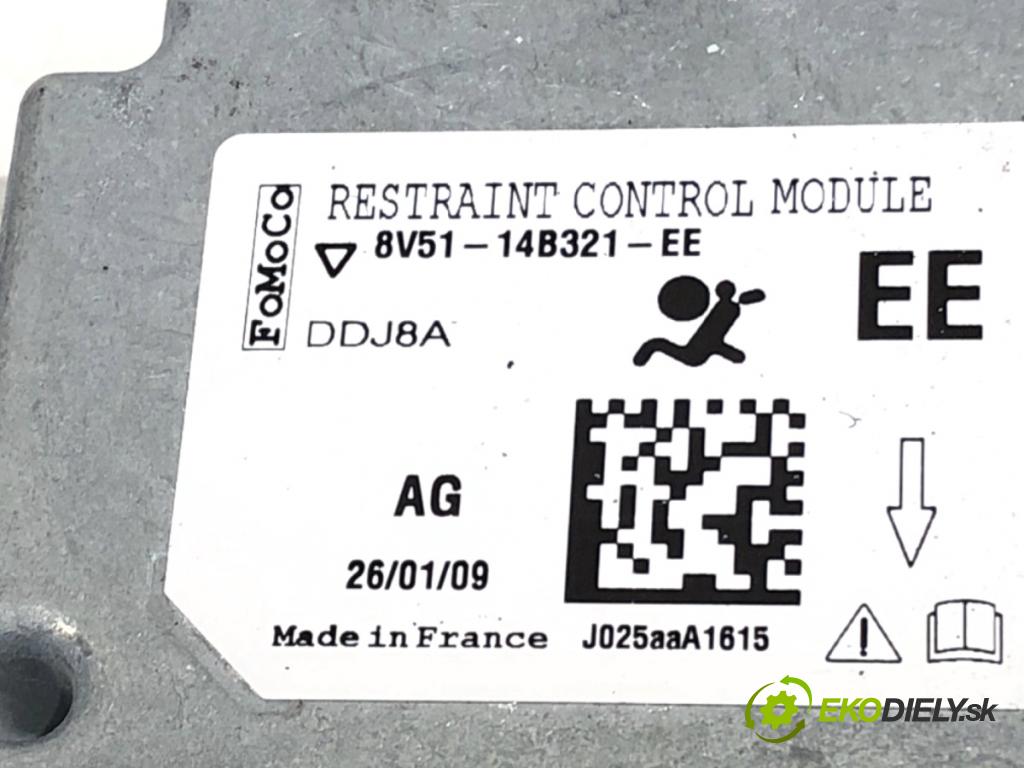 FoMoCo
RESTRAINT CONTROL MODULE
8V51-14B321-EE
EE
DDJ8A
AG
26/01/09
Made in France
J025aaA1615
EKODIELY.sk